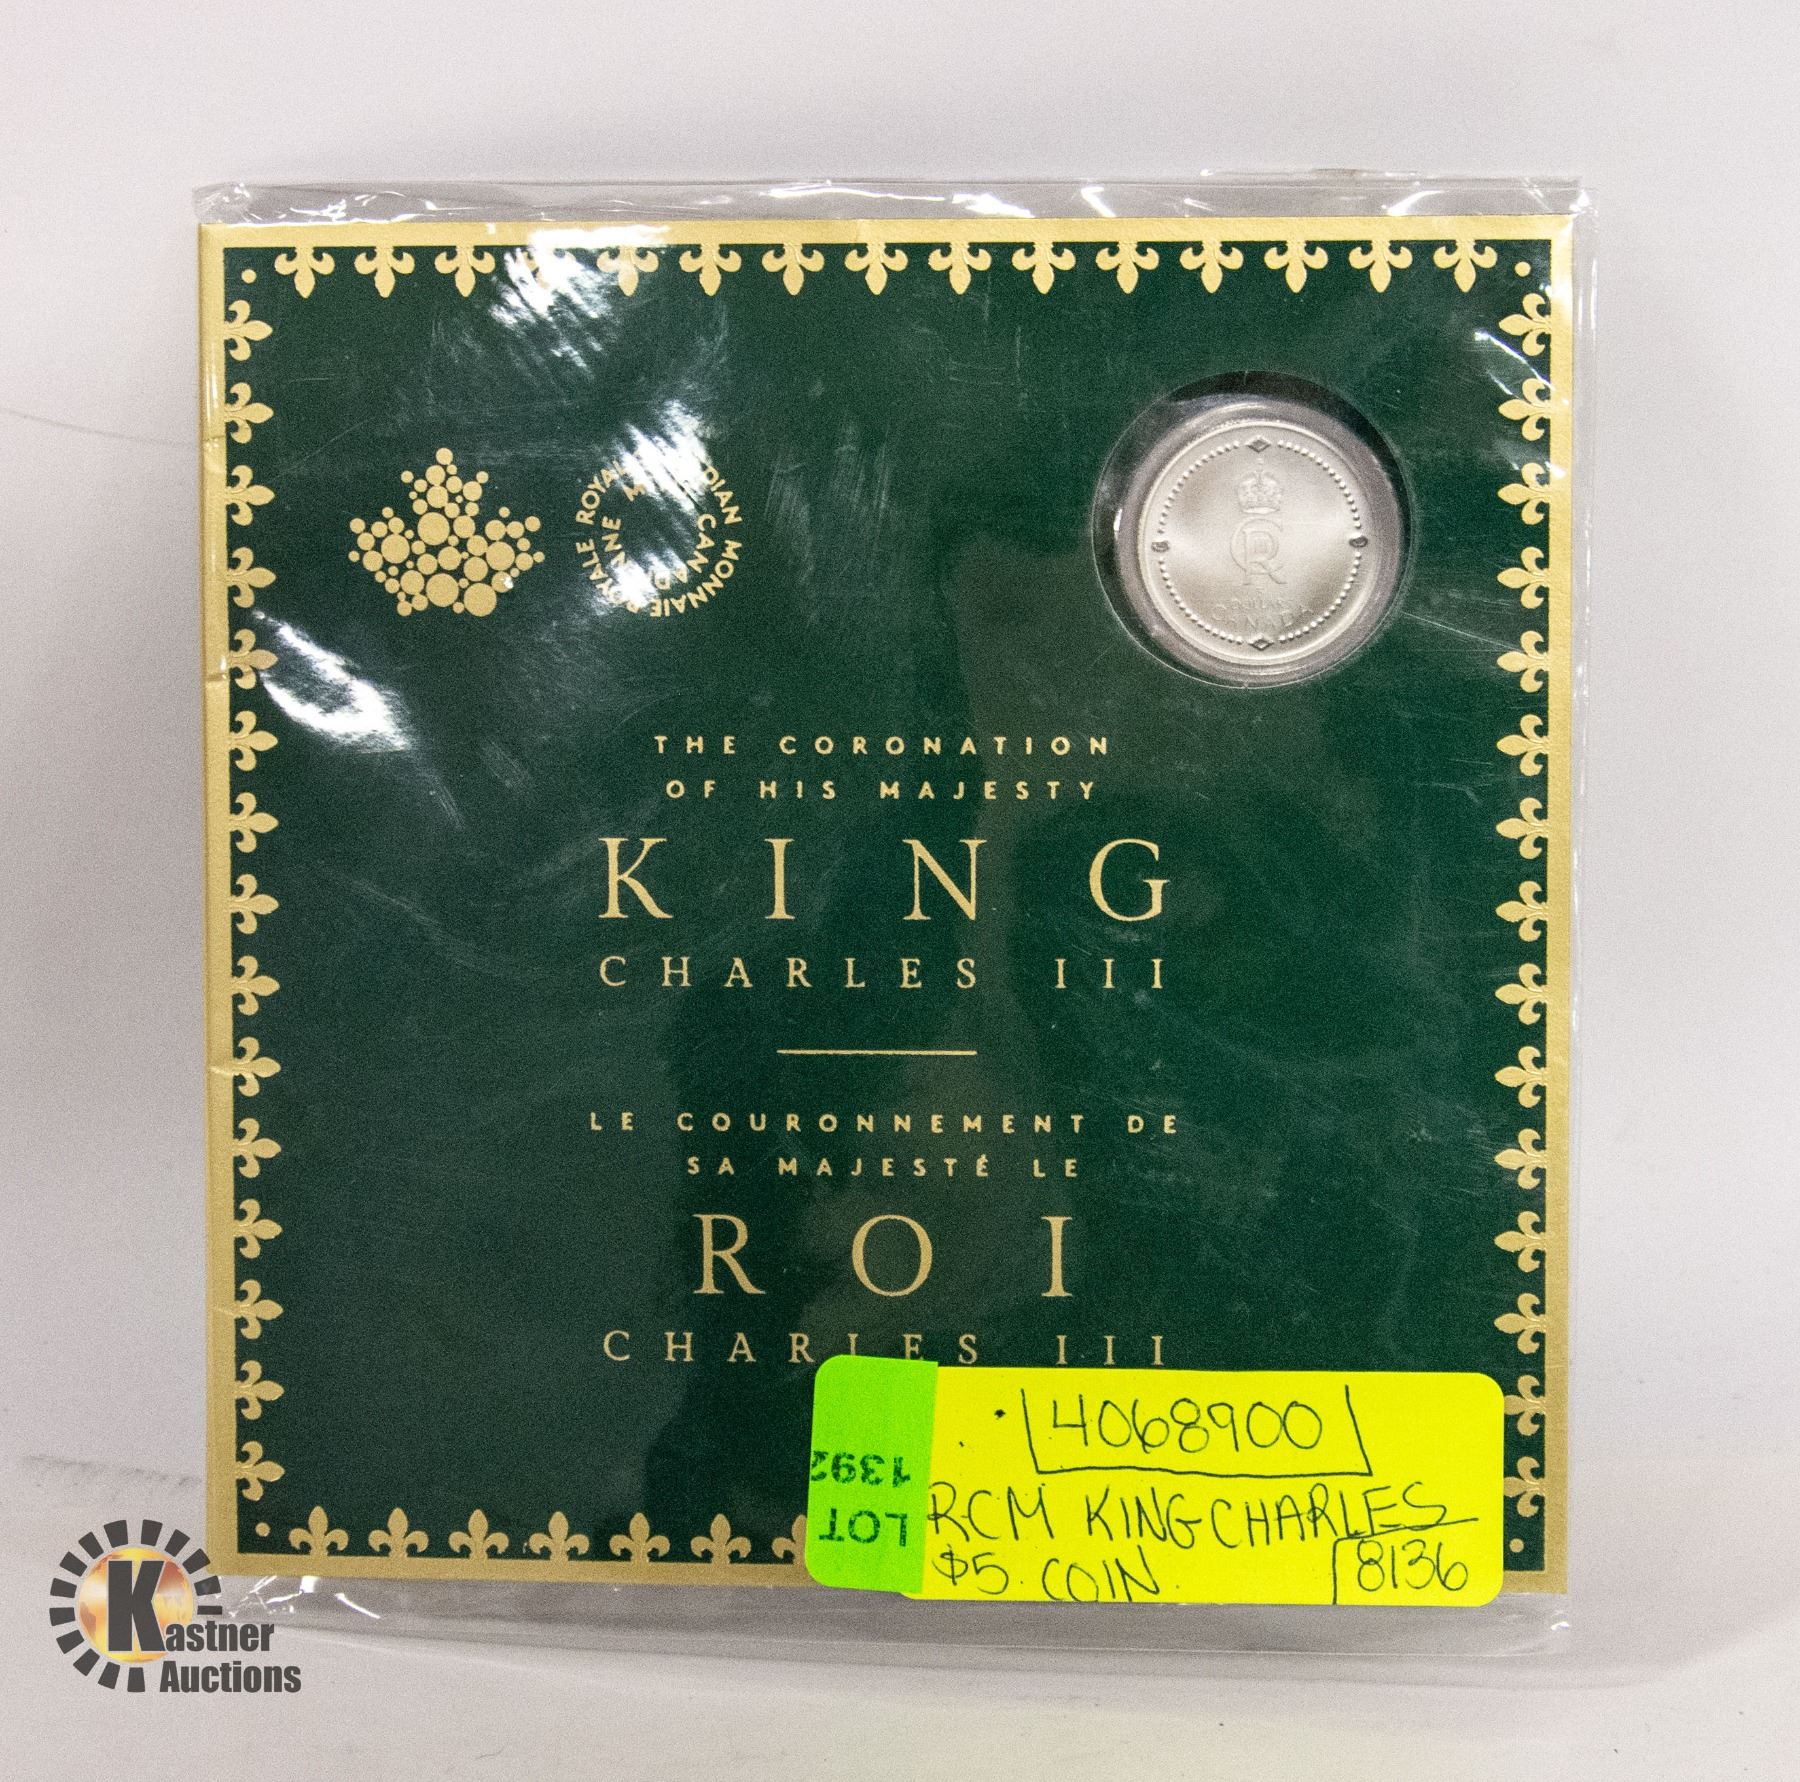 ROYAL CANADIAN MINT
MONNAIE ROYALE CANADIENNE
CANADA
THE CORONATION
OF HIS MAJESTY
KING
CHARLES III
LE COURONNEMENT DE
SA MAJESTÉ LE
ROI
CHARLES III
LOT
1392
4068900
RCM KING CHARLES
$5 COIN
8136
Kastner
Auctions